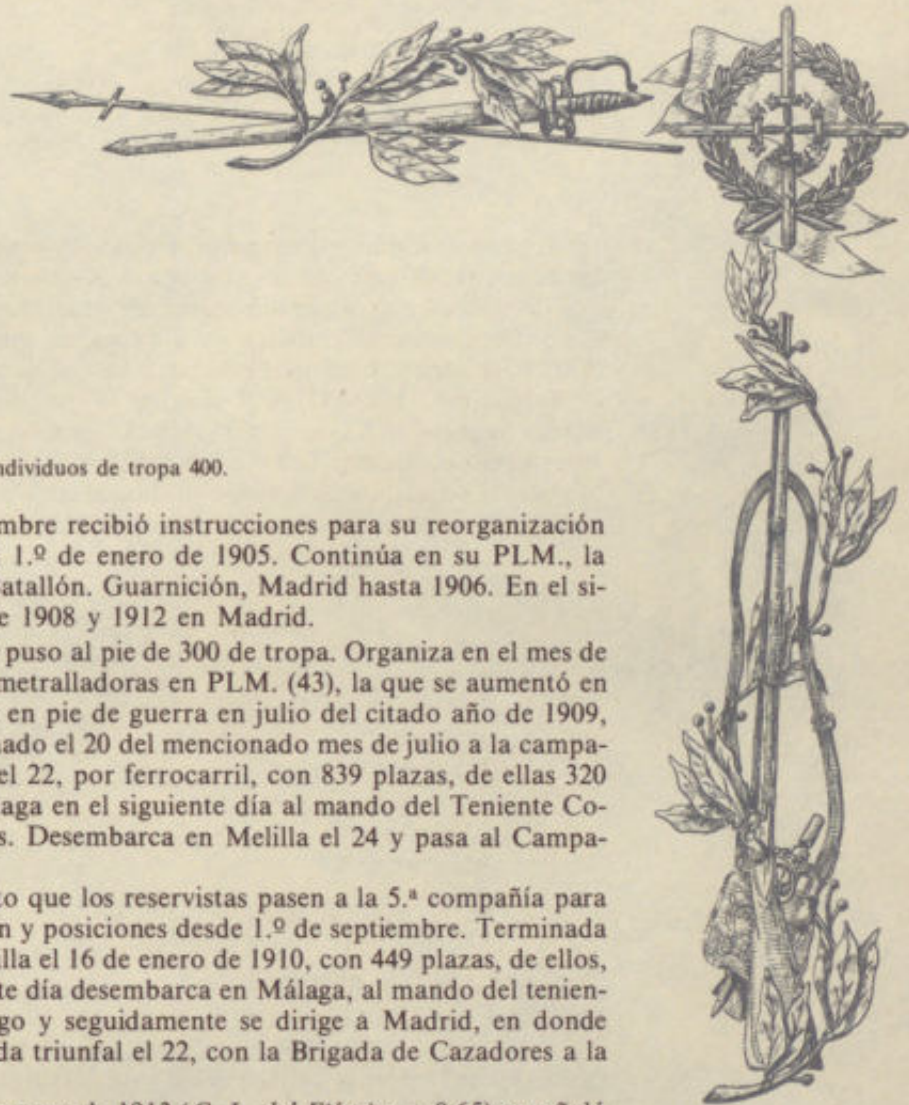 ndividuos de tropa 400.
mbre recibió instrucciones para su reorganización
1.º de enero de 1905. Continúa en su PLM., la
Batallón. Guarnición, Madrid hasta 1906. En el si-
e 1908 y 1912 en Madrid.
puso al pie de 300 de tropa. Organiza en el mes de
metralladoras en PLM. (43), la que se aumentó en
en pie de guerra en julio del citado año de 1909,
nado el 20 del mencionado mes de julio a la campa-
el 22, por ferrocarril, con 839 plazas, de ellas 320
aga en el siguiente día al mando del Teniente Co-
s. Desembarca en Melilla el 24 y pasa al Campa-
to que los reservistas pasen a la 5.ª compañía para
n y posiciones desde 1.º de septiembre. Terminada
lla el 16 de enero de 1910, con 449 plazas, de ellos,
te día desembarca en Málaga, al mando del tenien-
go y seguidamente se dirige a Madrid, en donde
da triunfal el 22, con la Brigada de Cazadores a la